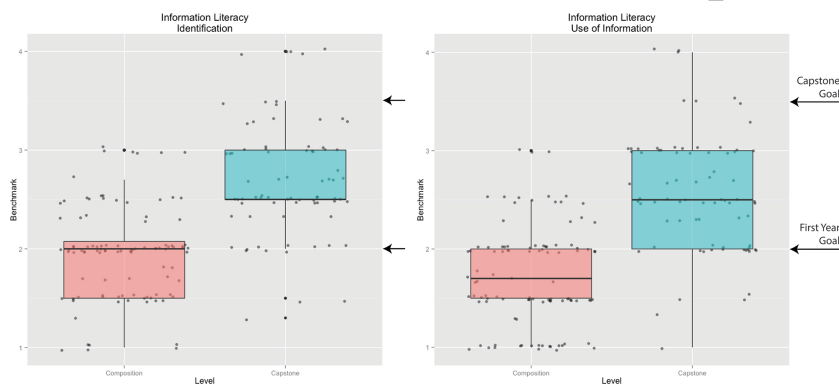 Information Literacy
Identification
4
3
2
1
Benchmark
Composition
Capstone
Level
Information Literacy
Use of Information
4
3
2
1
Benchmark
Composition
Capstone
Level
Capstone
Goal
First Year
Goal